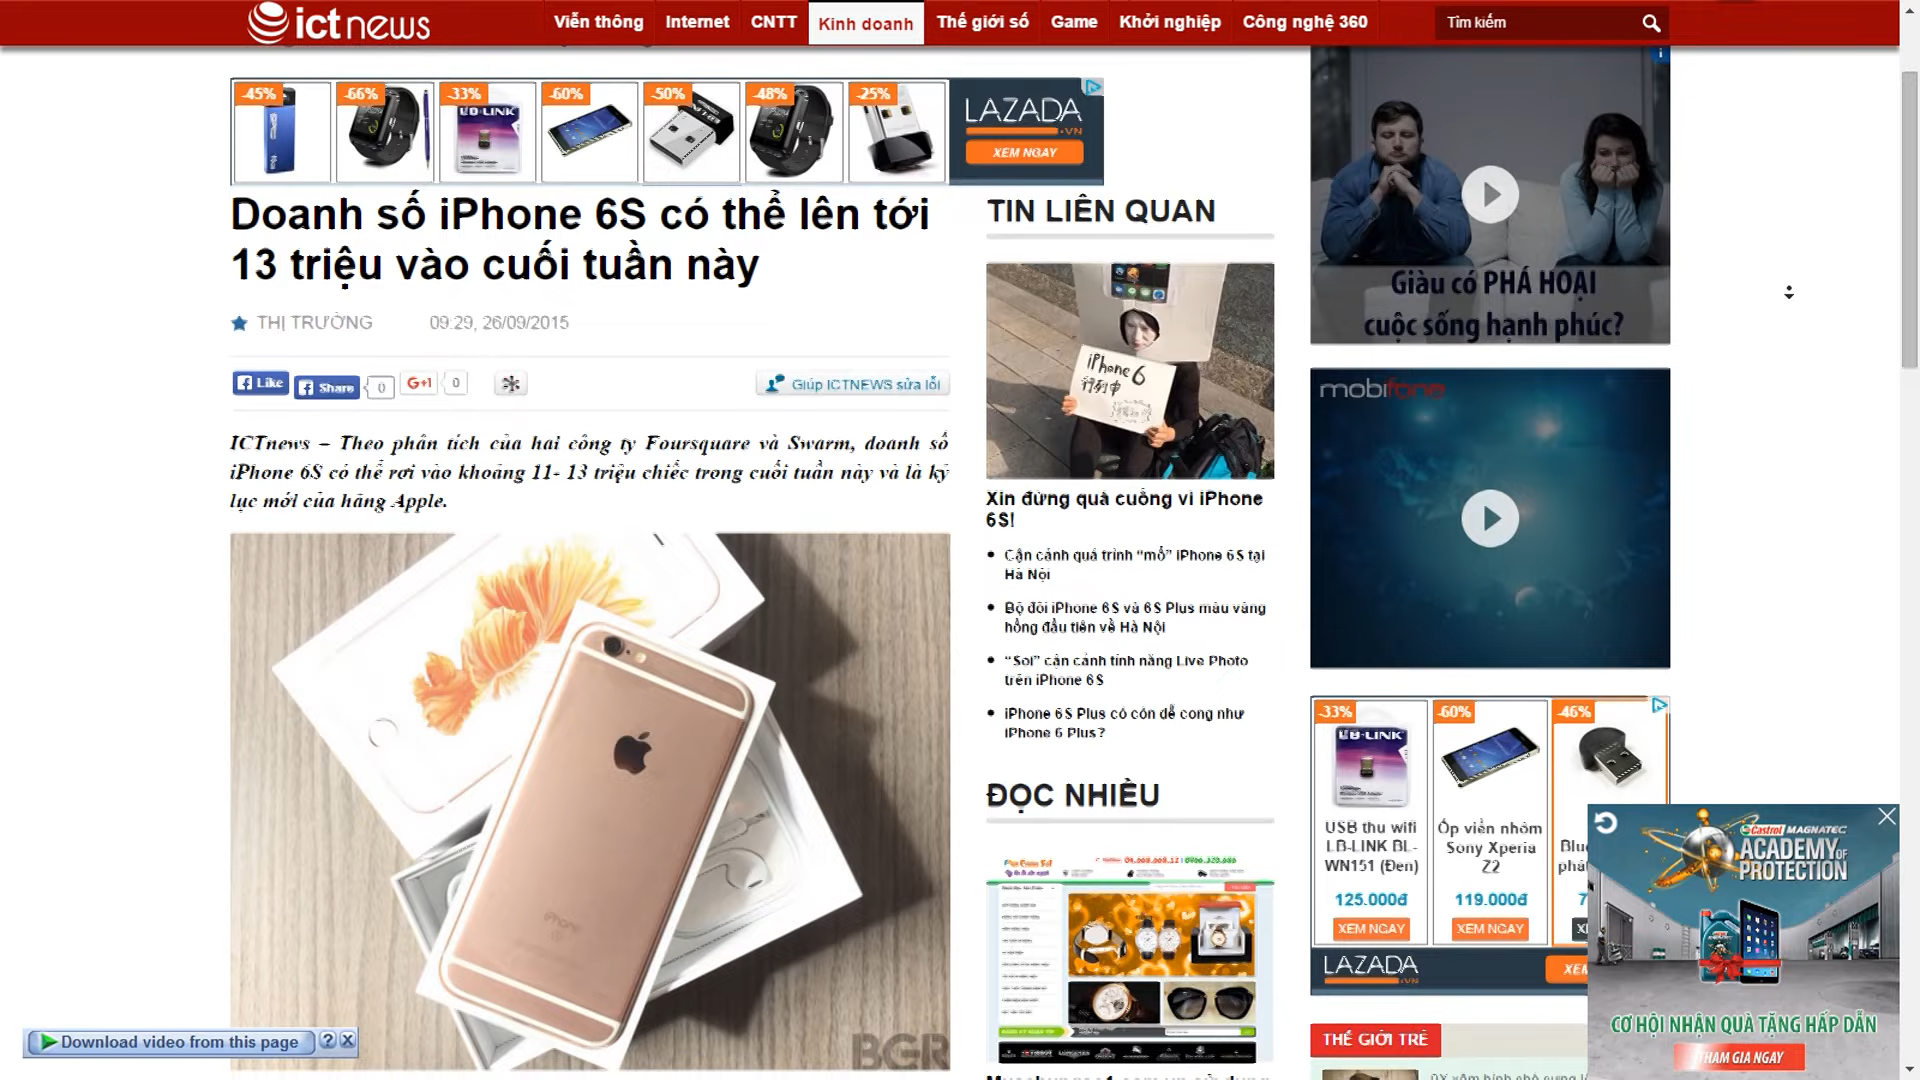 ictnews
Viễn thông
Internet
CNTT
Kinh doanh
Thế giới số
Game
Khởi nghiệp
Công nghệ 360
Tìm kiếm
-45%
-66%
-33%
LB-LINK
-60%
-50%
-48%
-25%
LAZADA
.VN
XEM NGAY
Doanh số iPhone 6S có thể lên tới
13 triệu vào cuối tuần này
THỊ TRƯỜNG
09:29, 26/09/2015
Like
Share
0
G+1
0
Giúp ICTNEWS sửa lỗi
ICTnews – Theo phân tích của hai công ty Foursquare và Swarm, doanh số
iPhone 6S có thể rơi vào khoảng 11- 13 triệu chiếc trong cuối tuần này và là kỷ
lục mới của hãng Apple.
iPhone
BGR
Download video from this page
?
X
TIN LIÊN QUAN
iPhone 6
Xin đừng quá cuồng vì iPhone
6S!
Cận cảnh quá trình “mổ” iPhone 6S tại
Hà Nội
Bộ đôi iPhone 6S và 6S Plus màu vàng
hồng đầu tiên về Hà Nội
“Soi” cận cảnh tính năng Live Photo
trên iPhone 6S
iPhone 6S Plus có còn dễ cong như
iPhone 6 Plus?
ĐỌC NHIỀU
Giàu có PHÁ HOẠI
cuộc sống hạnh phúc?
mobifone
-33%
-60%
-46%
LB-LINK
USB thu wifi
LB-LINK BL-
WN151 (Đen)
125.000đ
XEM NGAY
Ốp viền nhôm
Sony Xperia
Z2
119.000đ
XEM NGAY
LAZADA
.VN
Castrol MAGNATEC
ACADEMY OF
PROTECTION
CƠ HỘI NHẬN QUÀ TẶNG HẤP DẪN
THAM GIA NGAY
THẾ GIỚI TRẺ